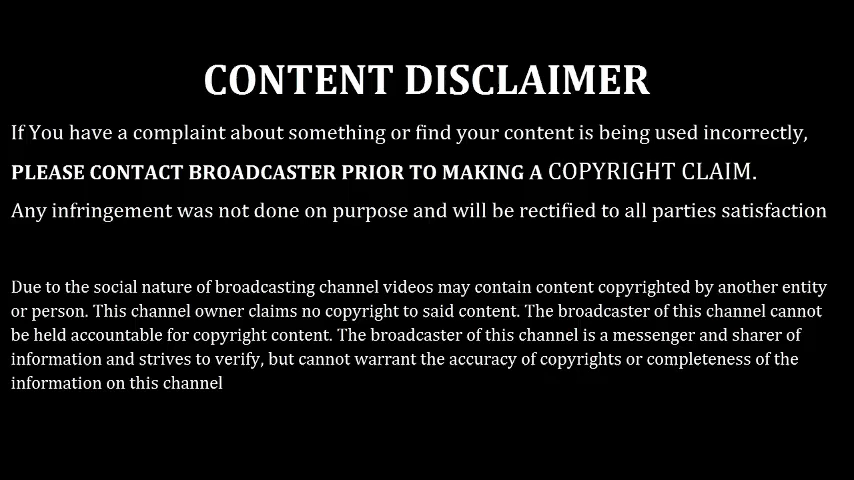 CONTENT DISCLAIMER
If You have a complaint about something or find your content is being used incorrectly,
PLEASE CONTACT BROADCASTER PRIOR TO MAKING A COPYRIGHT CLAIM.
Any infringement was not done on purpose and will be rectified to all parties satisfaction
Due to the social nature of broadcasting channel videos may contain content copyrighted by another entity
or person. This channel owner claims no copyright to said content. The broadcaster of this channel cannot
be held accountable for copyright content. The broadcaster of this channel is a messenger and sharer of
information and strives to verify, but cannot warrant the accuracy of copyrights or completeness of the
information on this channel